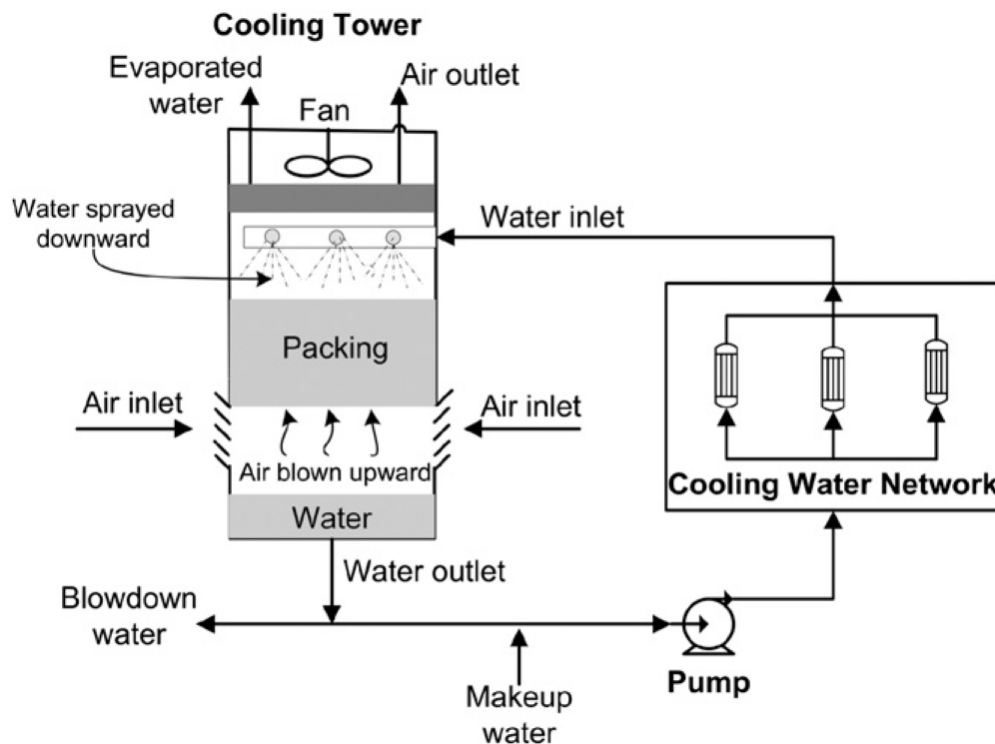 Cooling Tower
Evaporated
water
Air outlet
Fan
Water sprayed
downward
Water inlet
Packing
Air inlet
Air inlet
Air blown upward
Cooling Water Network
Water
Water outlet
Blowdown
water
Makeup
water
Pump